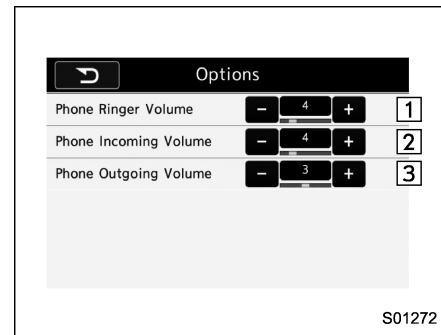 Options
Phone Ringer Volume - 4 + 1
Phone Incoming Volume - 4 + 2
Phone Outgoing Volume - 3 + 3
S01272